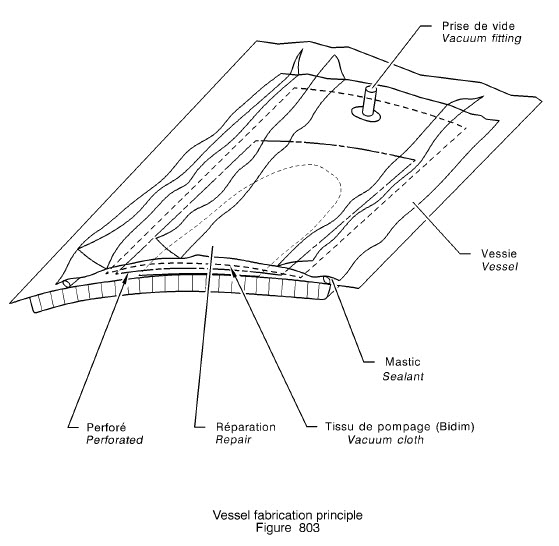 Prise de vide
Vacuum fitting
Vessie
Vessel
Mastic
Sealant
Perforé
Perforated
Réparation
Repair
Tissu de pompage (Bidim)
Vacuum cloth
Vessel fabrication principle
Figure 803